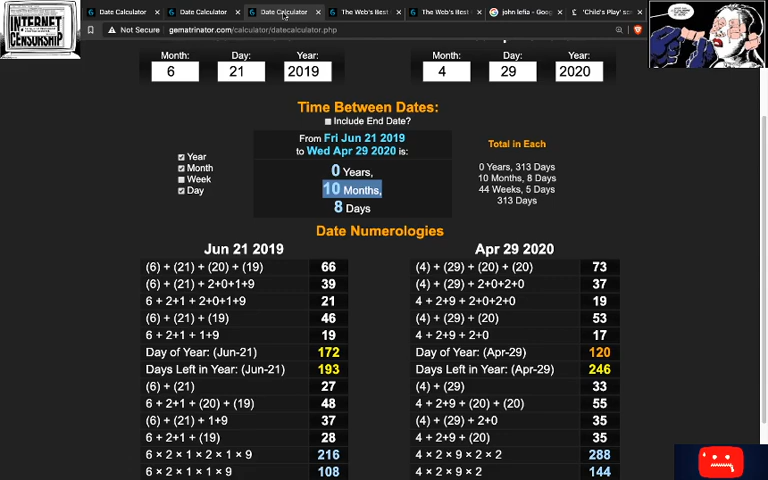 INTERNET
CENSORSHIP
Date Calculator
Date Calculator
Date Calculator
The Web's Best
The Web's Best
john lefia - Goog
'Child's Play' sc
Not Secure
gematrinator.com/calculator/datecalculator.php
Month:
Day:
Year:
6
21
2019
Month:
Day:
Year:
4
29
2020
Time Between Dates:
Include End Date?
Year
Month
Week
Day
From Fri Jun 21 2019
to Wed Apr 29 2020 is:
0 Years,
10 Months,
8 Days
Total in Each
0 Years, 313 Days
10 Months, 8 Days
44 Weeks, 5 Days
313 Days
Date Numerologies
Jun 21 2019
(6) + (21) + (20) + (19) 66
(6) + (21) + 2+0+1+9 39
6 + 2+1 + 2+0+1+9 21
(6) + (21) + (19) 46
6 + 2+1 + 1+9 19
Day of Year: (Jun-21) 172
Days Left in Year: (Jun-21) 193
(6) + (21) 27
6 + 2+1 + (20) + (19) 48
(6) + (21) + 1+9 37
6 + 2+1 + (19) 28
6 × 2 × 1 × 2 × 1 × 9 216
6 × 2 × 1 × 1 × 9 108
Apr 29 2020
(4) + (29) + (20) + (20) 73
(4) + (29) + 2+0+2+0 37
4 + 2+9 + 2+0+2+0 19
(4) + (29) + (20) 53
4 + 2+9 + 2+0 17
Day of Year: (Apr-29) 120
Days Left in Year: (Apr-29) 246
(4) + (29) 33
4 + 2+9 + (20) + (20) 55
(4) + (29) + 2+0 35
4 + 2+9 + (20) 35
4 × 2 × 9 × 2 × 2 288
4 × 2 × 9 × 2 144